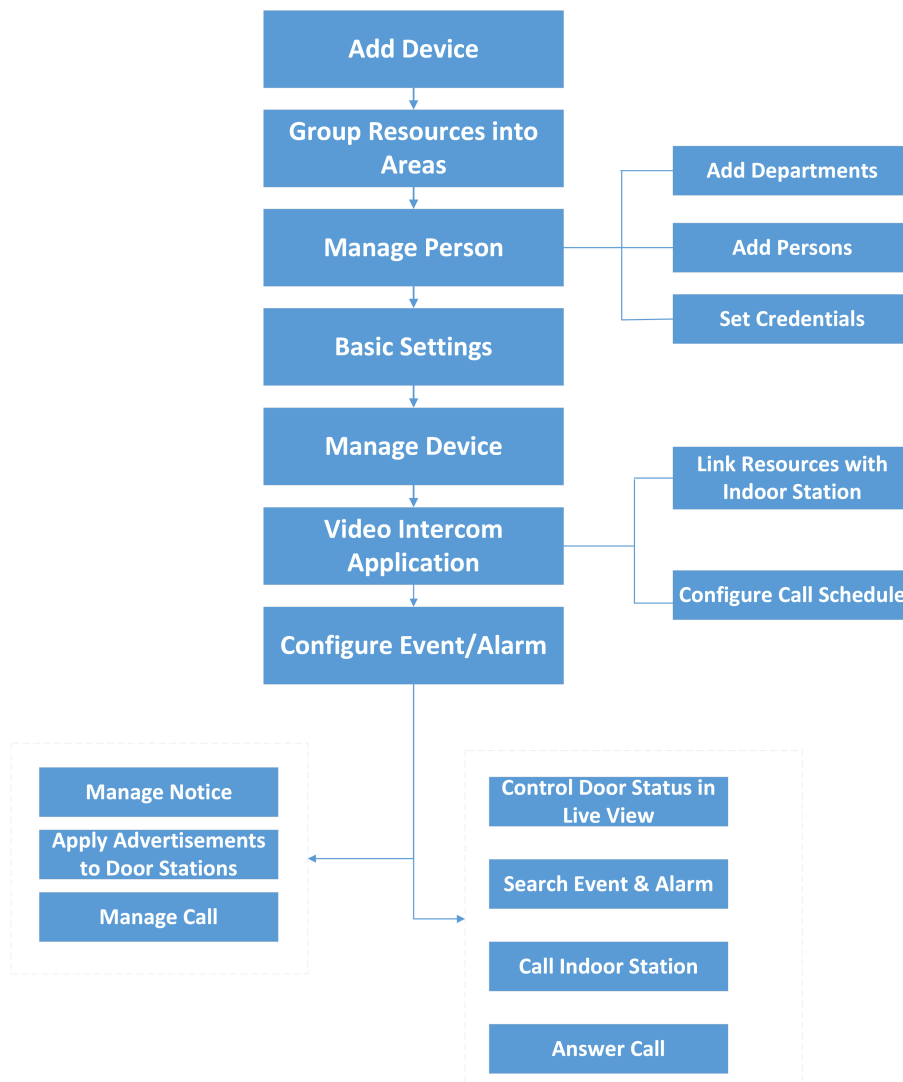 Add Device
Group Resources into
Areas
Manage Person
Add Departments
Add Persons
Set Credentials
Basic Settings
Manage Device
Video Intercom
Application
Link Resources with
Indoor Station
Configure Call Schedule
Configure Event/Alarm
Manage Notice
Apply Advertisements
to Door Stations
Manage Call
Control Door Status in
Live View
Search Event & Alarm
Call Indoor Station
Answer Call